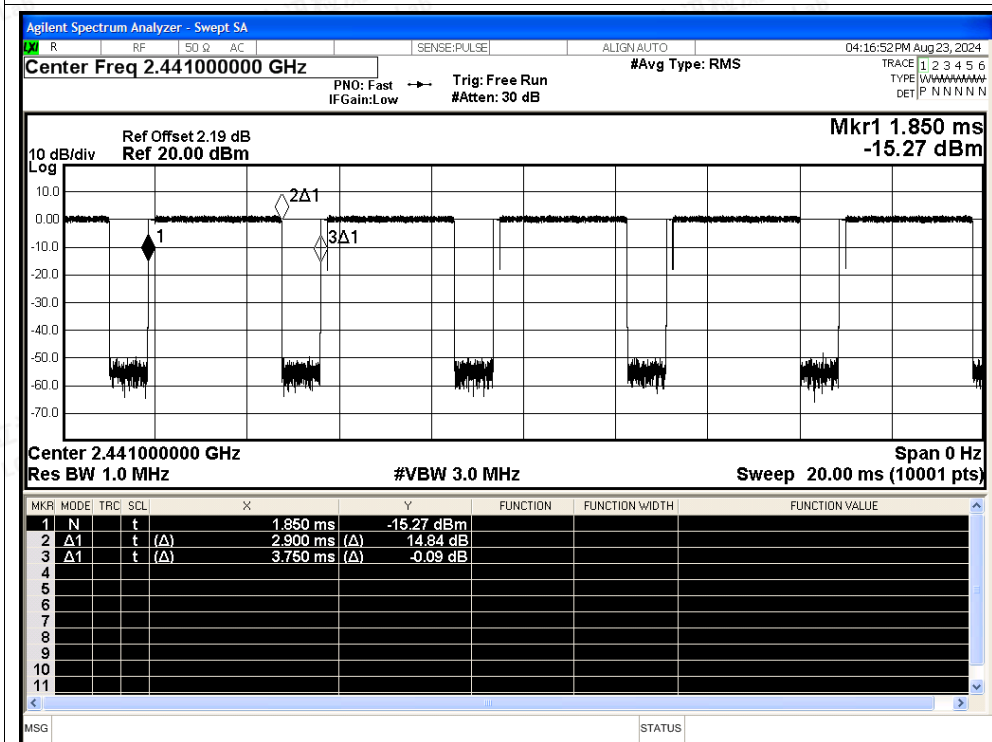 Agilent Spectrum Analyzer - Swept SA
LXI R RF 50 Ω AC SENSE:PULSE ALIGN AUTO 04:16:52 PM Aug 23, 2024
Center Freq 2.441000000 GHz #Avg Type: RMS TRACE 1 2 3 4 5 6
PNO: Fast Trig: Free Run TYPE
IFGain:Low #Atten: 30 dB DET P N N N N N
Mkr1 1.850 ms
Ref Offset 2.19 dB
10 dB/div Ref 20.00 dBm -15.27 dBm
Log
10.0
2Δ1
0.00
1
3Δ1
-10.0
-20.0
-30.0
-40.0
-50.0
-60.0
-70.0
Center 2.441000000 GHz Span 0 Hz
Res BW 1.0 MHz #VBW 3.0 MHz Sweep 20.00 ms (10001 pts)
MKR MODE TRC SCL X Y FUNCTION FUNCTION WIDTH FUNCTION VALUE
1 N t 1.850 ms -15.27 dBm
2 Δ1 t (Δ) 2.900 ms (Δ) 14.84 dB
3 Δ1 t (Δ) 3.750 ms (Δ) -0.09 dB
4
5
6
7
8
9
10
11
MSG STATUS